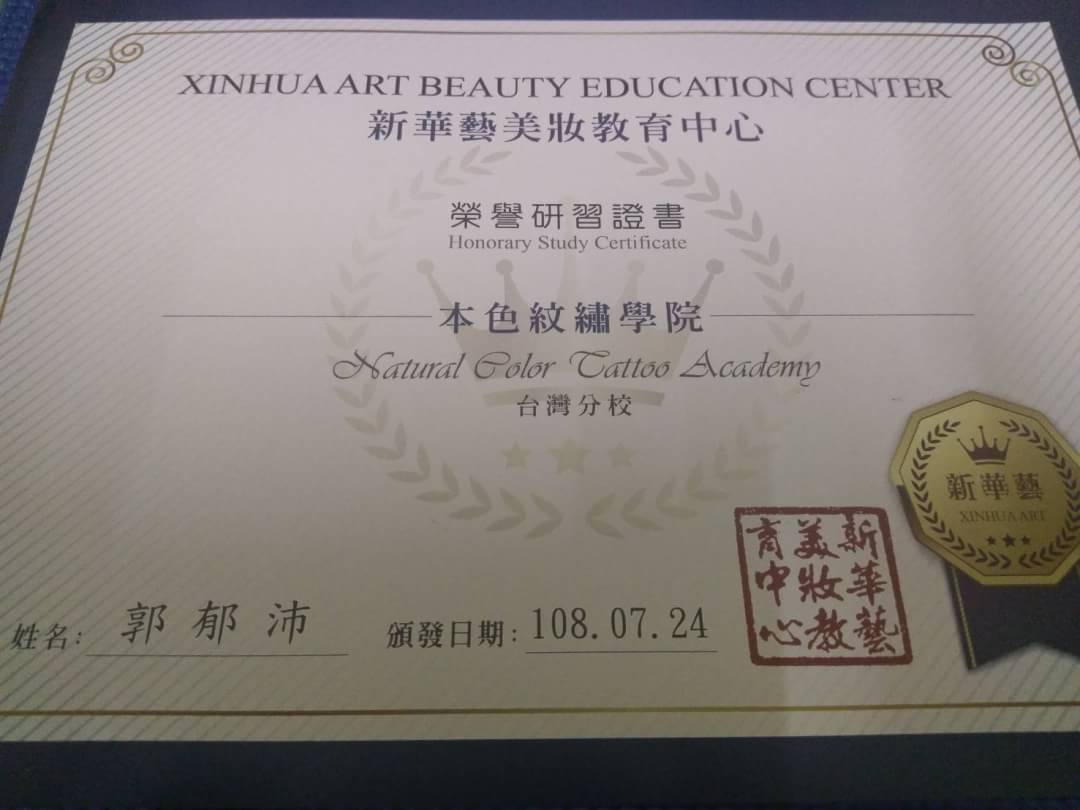 XINHUA ART BEAUTY EDUCATION CENTER
新華藝美妝教育中心
榮譽研習證書
Honorary Study Certificate
本色紋繡學院
Natural Color Tattoo Academy
台灣分校
新華藝
XINHUA ART
新華藝
美妝教
育中心
姓名: 郭郁沛
頒發日期: 108.07.24